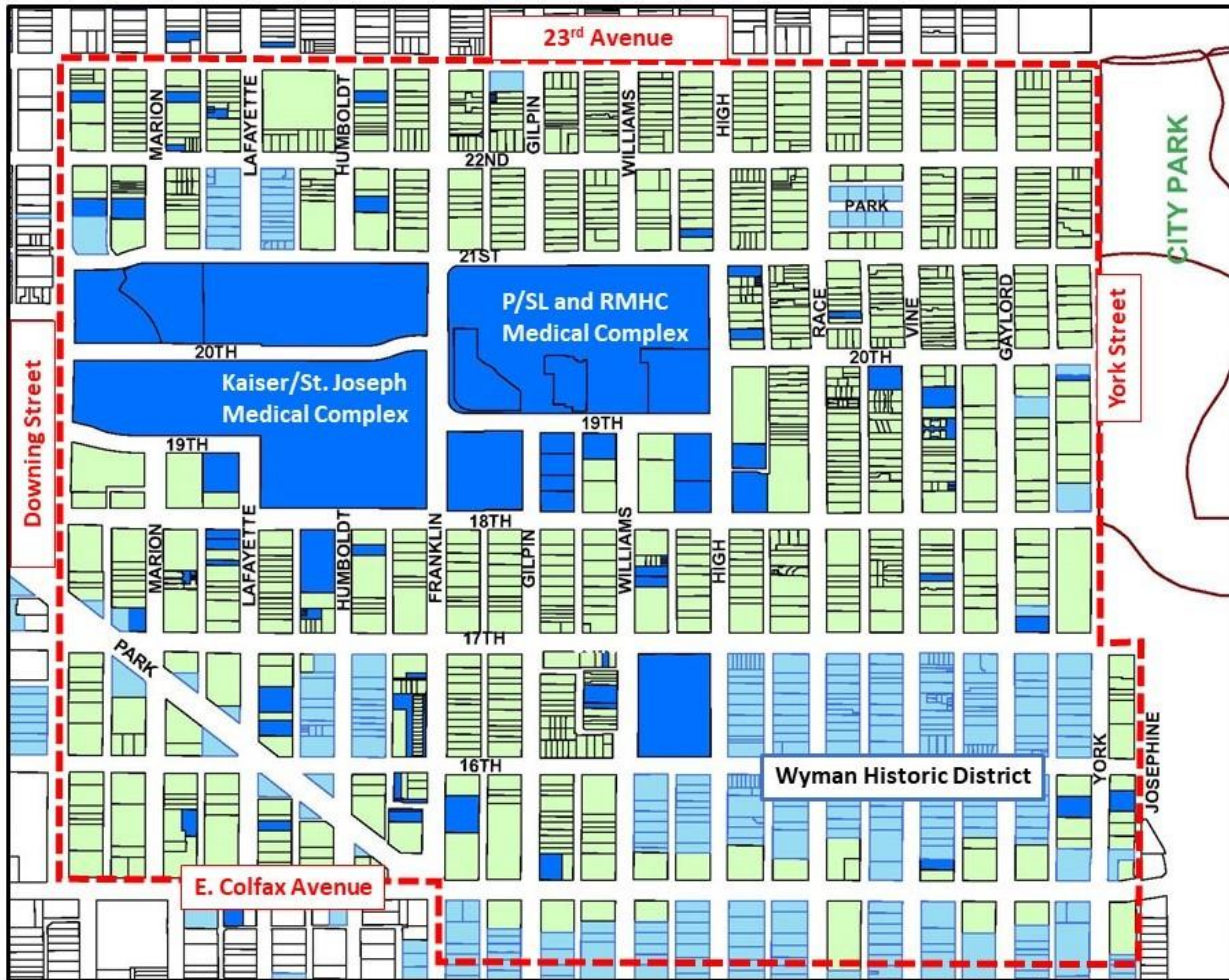 23rd Avenue
MARION
LAFAYETTE
HUMBOLDT
GILPIN
WILLIAMS
HIGH
22ND
CITY PARK
PARK
21ST
P/SL and RMHC
Medical Complex
RACE
VINE
GAYLORD
20TH
20TH
Kaiser/St. Joseph
Medical Complex
York Street
Downing Street
19TH
19TH
18TH
MARION
LAFAYETTE
HUMBOLDT
FRANKLIN
GILPIN
WILLIAMS
HIGH
17TH
PARK
16TH
Wyman Historic District
YORK
JOSEPHINE
E. Colfax Avenue